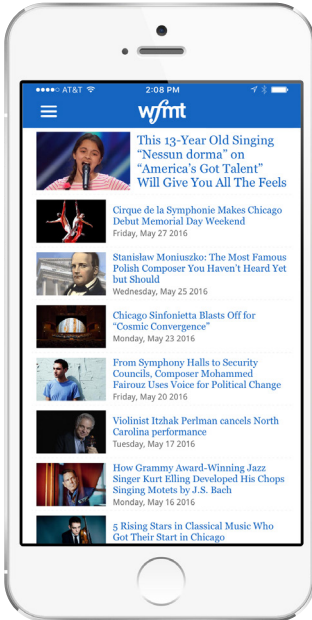 AT&T
2:08 PM
wfmt
This 13-Year Old Singing
“Nessun dorma” on
“America’s Got Talent”
Will Give You All The Feels
Cirque de la Symphonie Makes Chicago
Debut Memorial Day Weekend
Friday, May 27 2016
Stanisław Moniuszko: The Most Famous
Polish Composer You Haven’t Heard Yet
but Should
Wednesday, May 25 2016
Chicago Sinfonietta Blasts Off for
“Cosmic Convergence”
Monday, May 23 2016
From Symphony Halls to Security
Councils, Composer Mohammed
Fairouz Uses Voice for Political Change
Friday, May 20 2016
Violinist Itzhak Perlman cancels North
Carolina performance
Tuesday, May 17 2016
How Grammy Award-Winning Jazz
Singer Kurt Elling Developed His Chops
Singing Motets by J.S. Bach
Monday, May 16 2016
5 Rising Stars in Classical Music Who
Got Their Start in Chicago